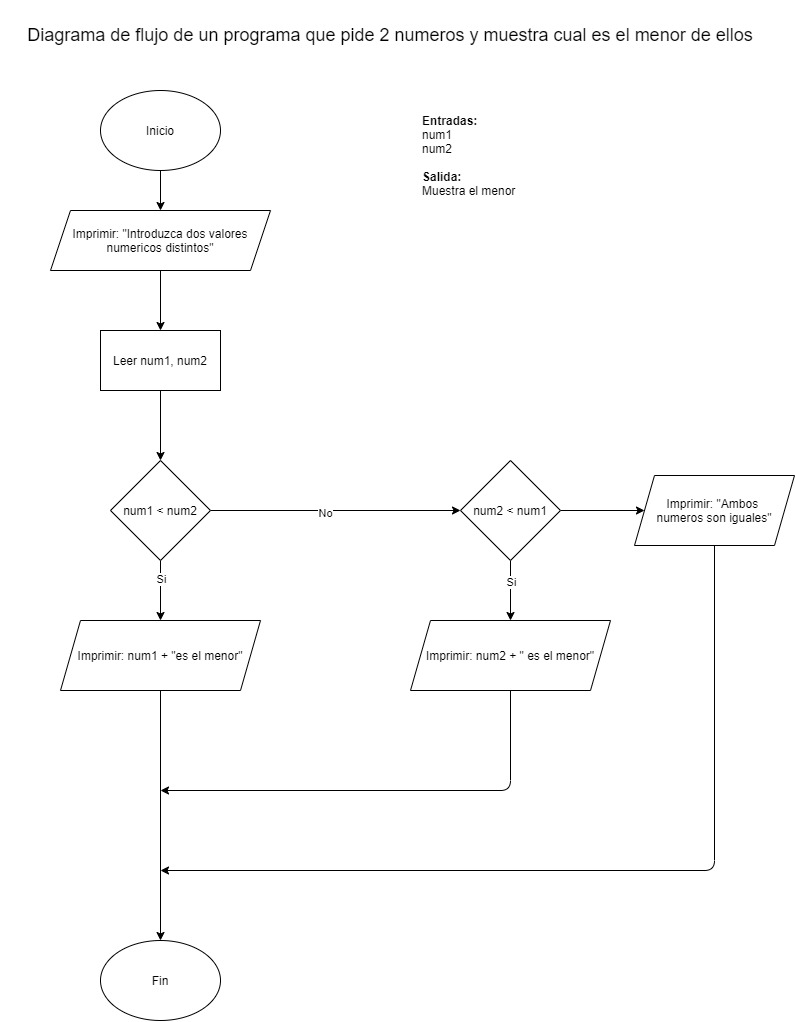 Diagrama de flujo de un programa que pide 2 numeros y muestra cual es el menor de ellos
Inicio
Entradas:
num1
num2
Salida:
Muestra el menor
Imprimir: "Introduzca dos valores
numericos distintos"
Leer num1, num2
num1 < num2
No
num2 < num1
Imprimir: "Ambos
numeros son iguales"
Si
Si
Imprimir: num1 + "es el menor"
Imprimir: num2 + " es el menor"
Fin